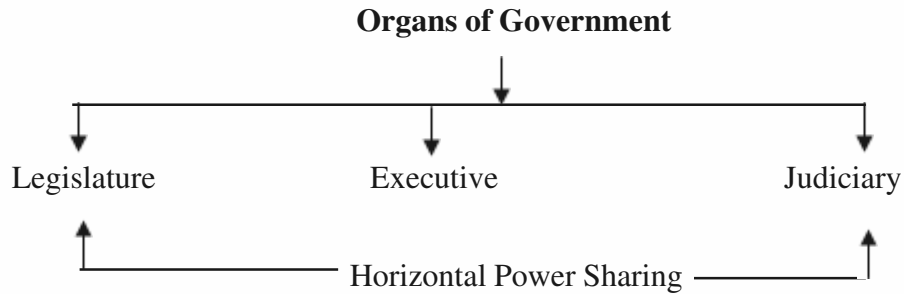 Organs of Government
Legislature Executive Judiciary
Horizontal Power Sharing